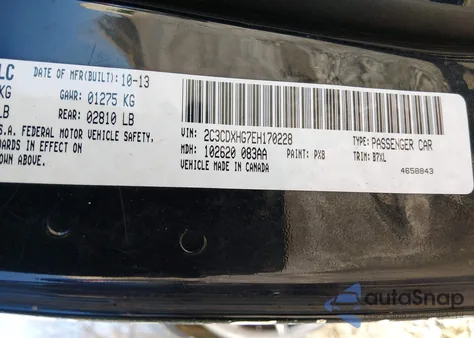 LC DATE OF MFR(BUILT): 10-13
KG GAWR: 01275 KG
LB REAR: 02810 LB
S.A. FEDERAL MOTOR VEHICLE SAFETY
ARDS IN EFFECT ON
OWN ABOVE.
VIN: 2C3CDXHG7EH170228 TYPE: PASSENGER CAR
MDH: 102620 083AA PAINT: PX8 TRIM: B7XL
VEHICLE MADE IN CANADA
4658843
autoSnap